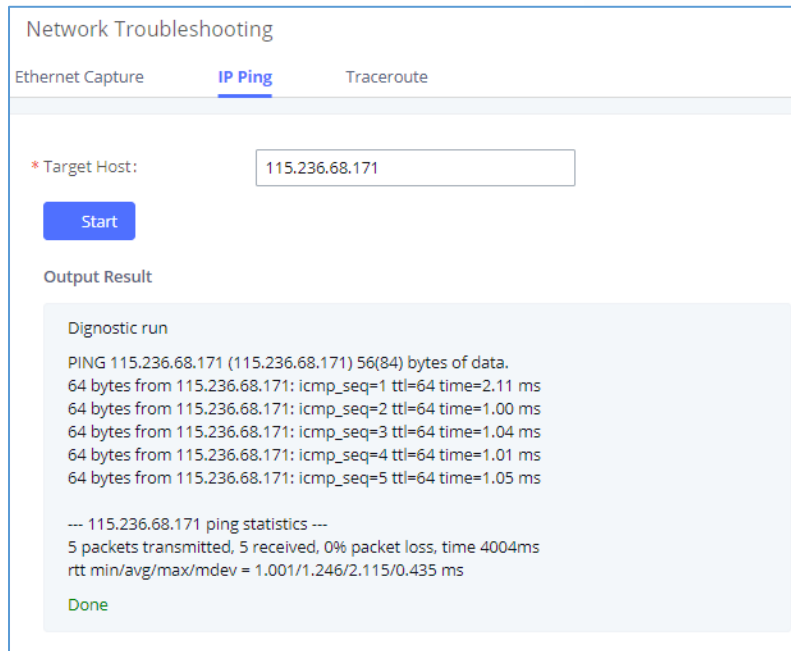 Network Troubleshooting
Ethernet Capture IP Ping Traceroute
* Target Host: 115.236.68.171
Start
Output Result
Dignostic run
PING 115.236.68.171 (115.236.68.171) 56(84) bytes of data.
64 bytes from 115.236.68.171: icmp_seq=1 ttl=64 time=2.11 ms
64 bytes from 115.236.68.171: icmp_seq=2 ttl=64 time=1.00 ms
64 bytes from 115.236.68.171: icmp_seq=3 ttl=64 time=1.04 ms
64 bytes from 115.236.68.171: icmp_seq=4 ttl=64 time=1.01 ms
64 bytes from 115.236.68.171: icmp_seq=5 ttl=64 time=1.05 ms
--- 115.236.68.171 ping statistics ---
5 packets transmitted, 5 received, 0% packet loss, time 4004ms
rtt min/avg/max/mdev = 1.001/1.246/2.115/0.435 ms
Done